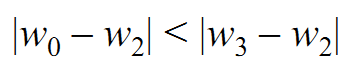 |w₀ − w₂| < |w₃ − w₂|